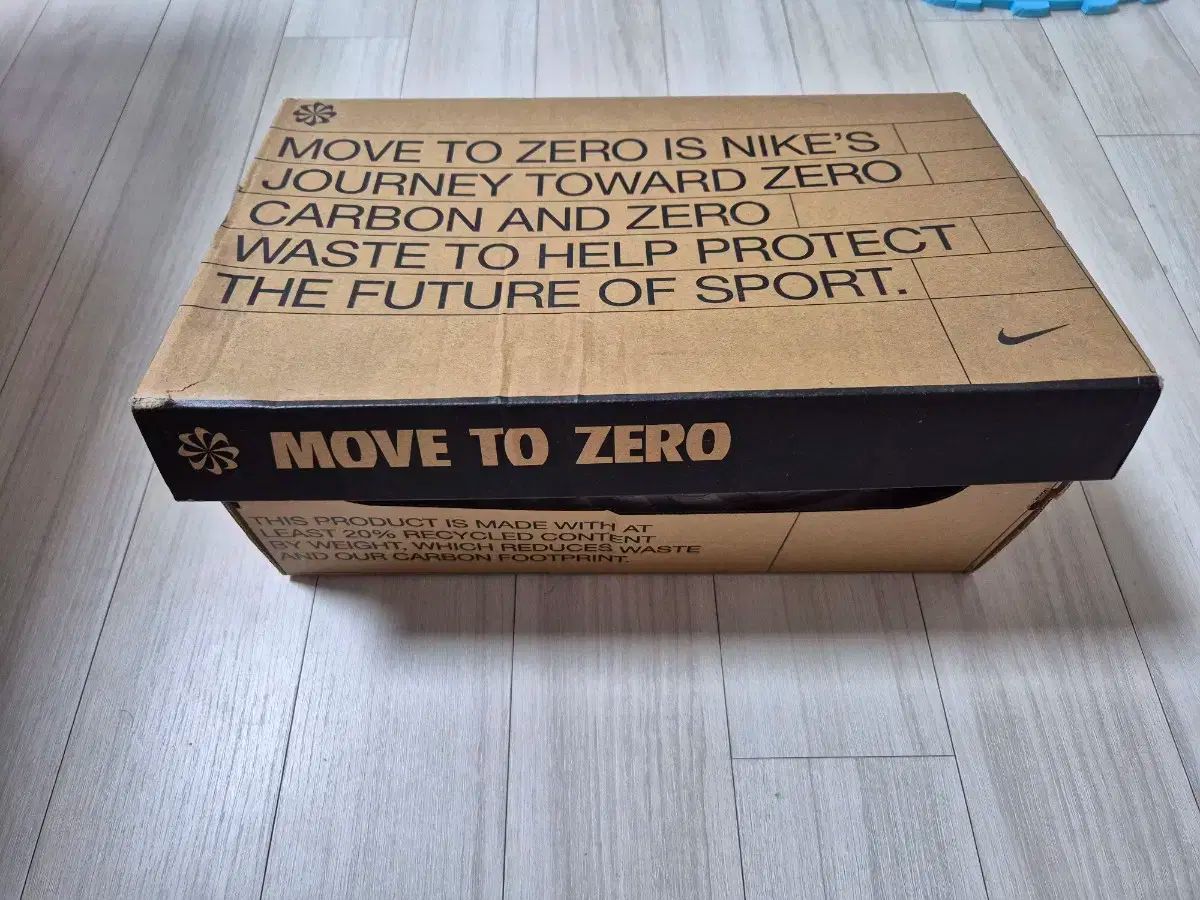 MOVE TO ZERO IS NIKE'S
JOURNEY TOWARD ZERO
CARBON AND ZERO
WASTE TO HELP PROTECT
THE FUTURE OF SPORT.
MOVE TO ZERO
THIS PRODUCT IS MADE WITH AT
LEAST 20% RECYCLED CONTENT
BY WEIGHT, WHICH REDUCES WASTE
AND OUR CARBON FOOTPRINT.